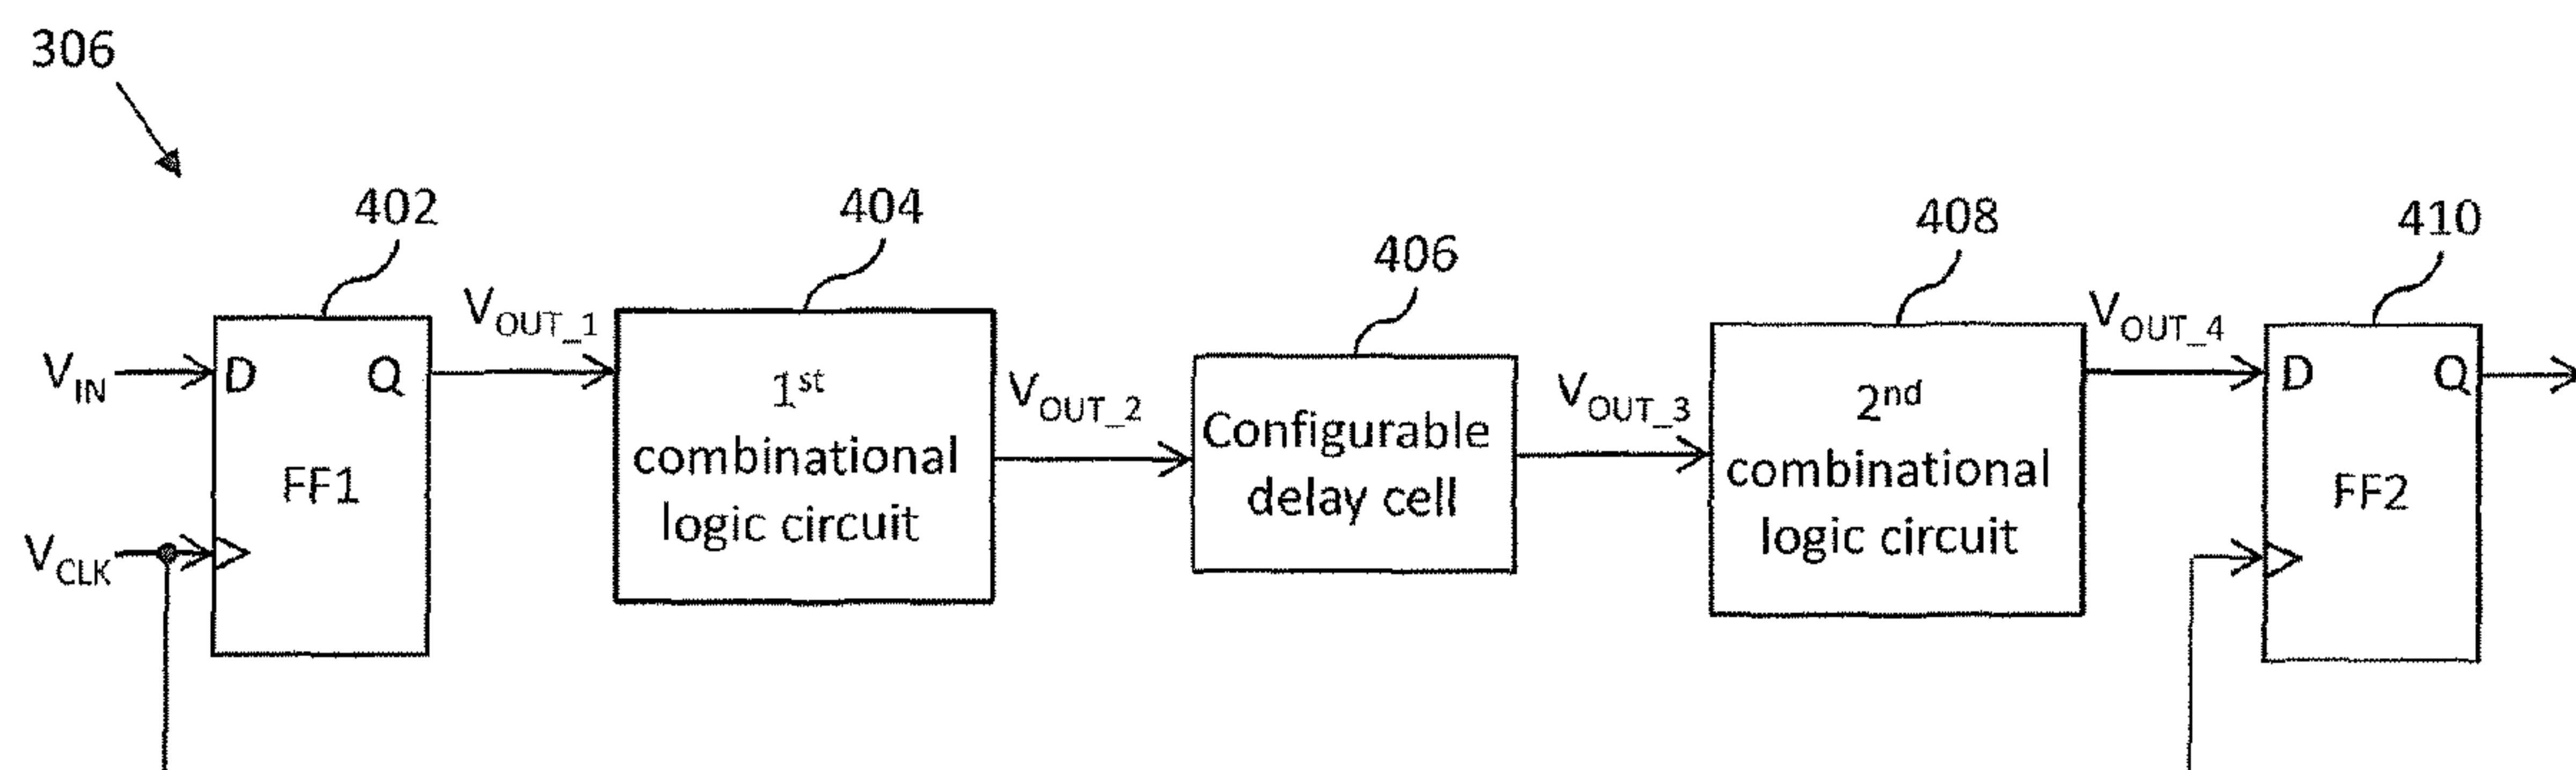 306
402
404
406
408
410
V_IN
D
Q
FF1
V_CLK
V_OUT_1
1st
combinational
logic circuit
V_OUT_2
Configurable
delay cell
V_OUT_3
2nd
combinational
logic circuit
V_OUT_4
D
Q
FF2